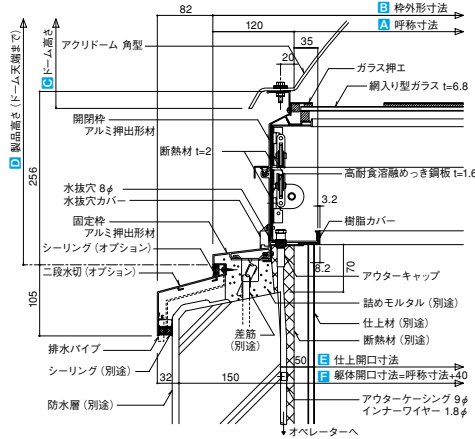 82
B 枠外形寸法
120
A 呼称寸法
35
アクリドーム 角型
20
ガラス押エ
網入り型ガラス t=6.8
開閉枠
アルミ押出形材
断熱材 t=2
高耐食溶融めっき鋼板 t=1.6
水抜穴 8φ
水抜穴カバー
3.2
固定枠
アルミ押出形材
樹脂カバー
シーリング (オプション)
二段水切 (オプション)
8.2
70
アウターキャップ
差筋
(別途)
詰めモルタル (別途)
仕上材 (別途)
排水パイプ
断熱材 (別途)
シーリング (別途)
50
E 仕上開口寸法
32
150
F 躯体開口寸法=呼称寸法+40
防水層 (別途)
アウターケーシング 9φ
インナーワイヤー 1.8φ
オペレーターへ
D 製品高さ (ドーム天端まで)
C ドーム高さ
256
105